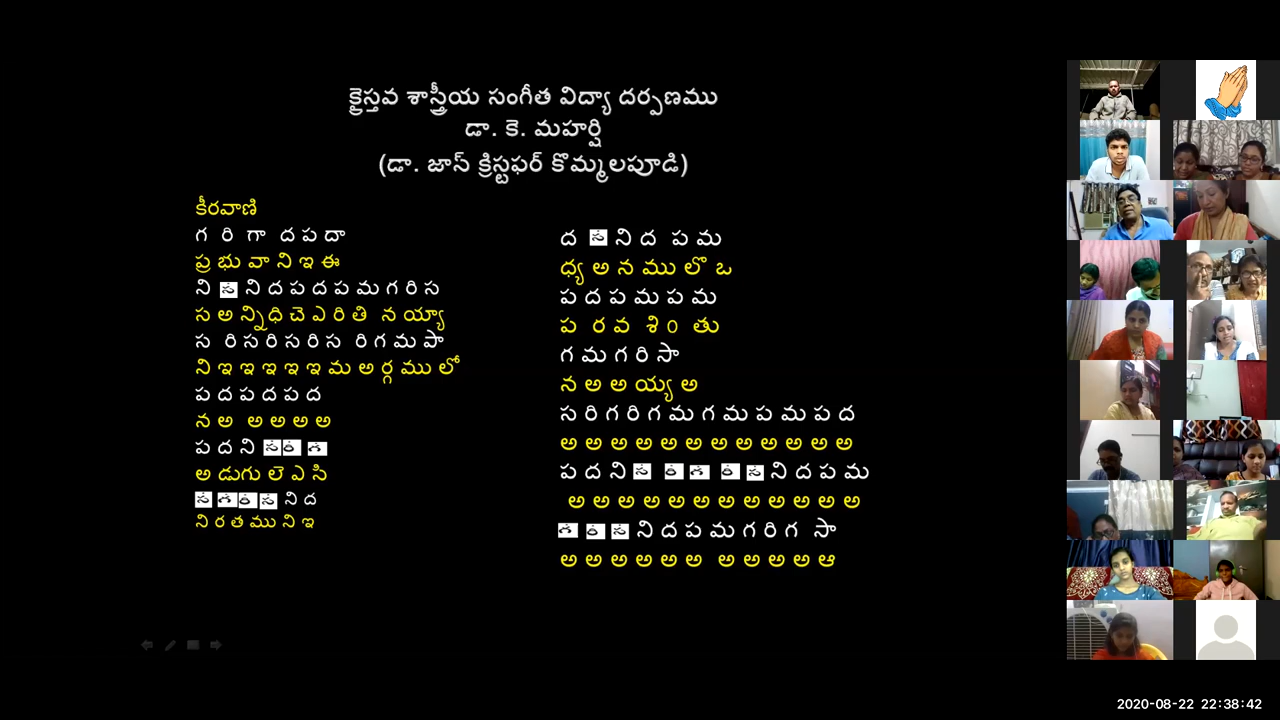 క్రైస్తవ శాస్త్రీయ సంగీత విద్యా దర్పణము
డా. కె. మహర్షి
(డా. జాస్ క్రిస్టఫర్ కొమ్మలపూడి)
కీరవాణి
గ రి గా ద ప దా
ప్ర భు వా ని ఇ ఈ
ని స ని ద ప ద ప మ గ రి స
స అ న్ని ధి చె ఎ రి తి న య్యా
స రి స రి స రి స రి గ మ పా
ని ఇ ఇ ఇ ఇ ఇ మ అ ర్గ ము లో
ప ద ప ద ప ద
న అ అ అ అ అ
ప ద ని స రి గ
అ డు గు లె ఎ సి
స గ రి స ని ద
ని ర త ము ని ఇ
ద స ని ద ప మ
ధ్య అ న ము లొ ఒ
ప ద ప మ ప మ
ప ర వ శి ం తు
గ మ గ రి సా
న అ అ య్య అ
స రి గ రి గ మ గ మ ప మ ప ద
అ అ అ అ అ అ అ అ అ అ అ అ
ప ద ని స రి గ రి స ని ద ప మ
అ అ అ అ అ అ అ అ అ అ అ అ
గ రి స ని ద ప మ గ రి గ సా
అ అ అ అ అ అ అ అ అ అ ఆ
2020-08-22 22:38:42